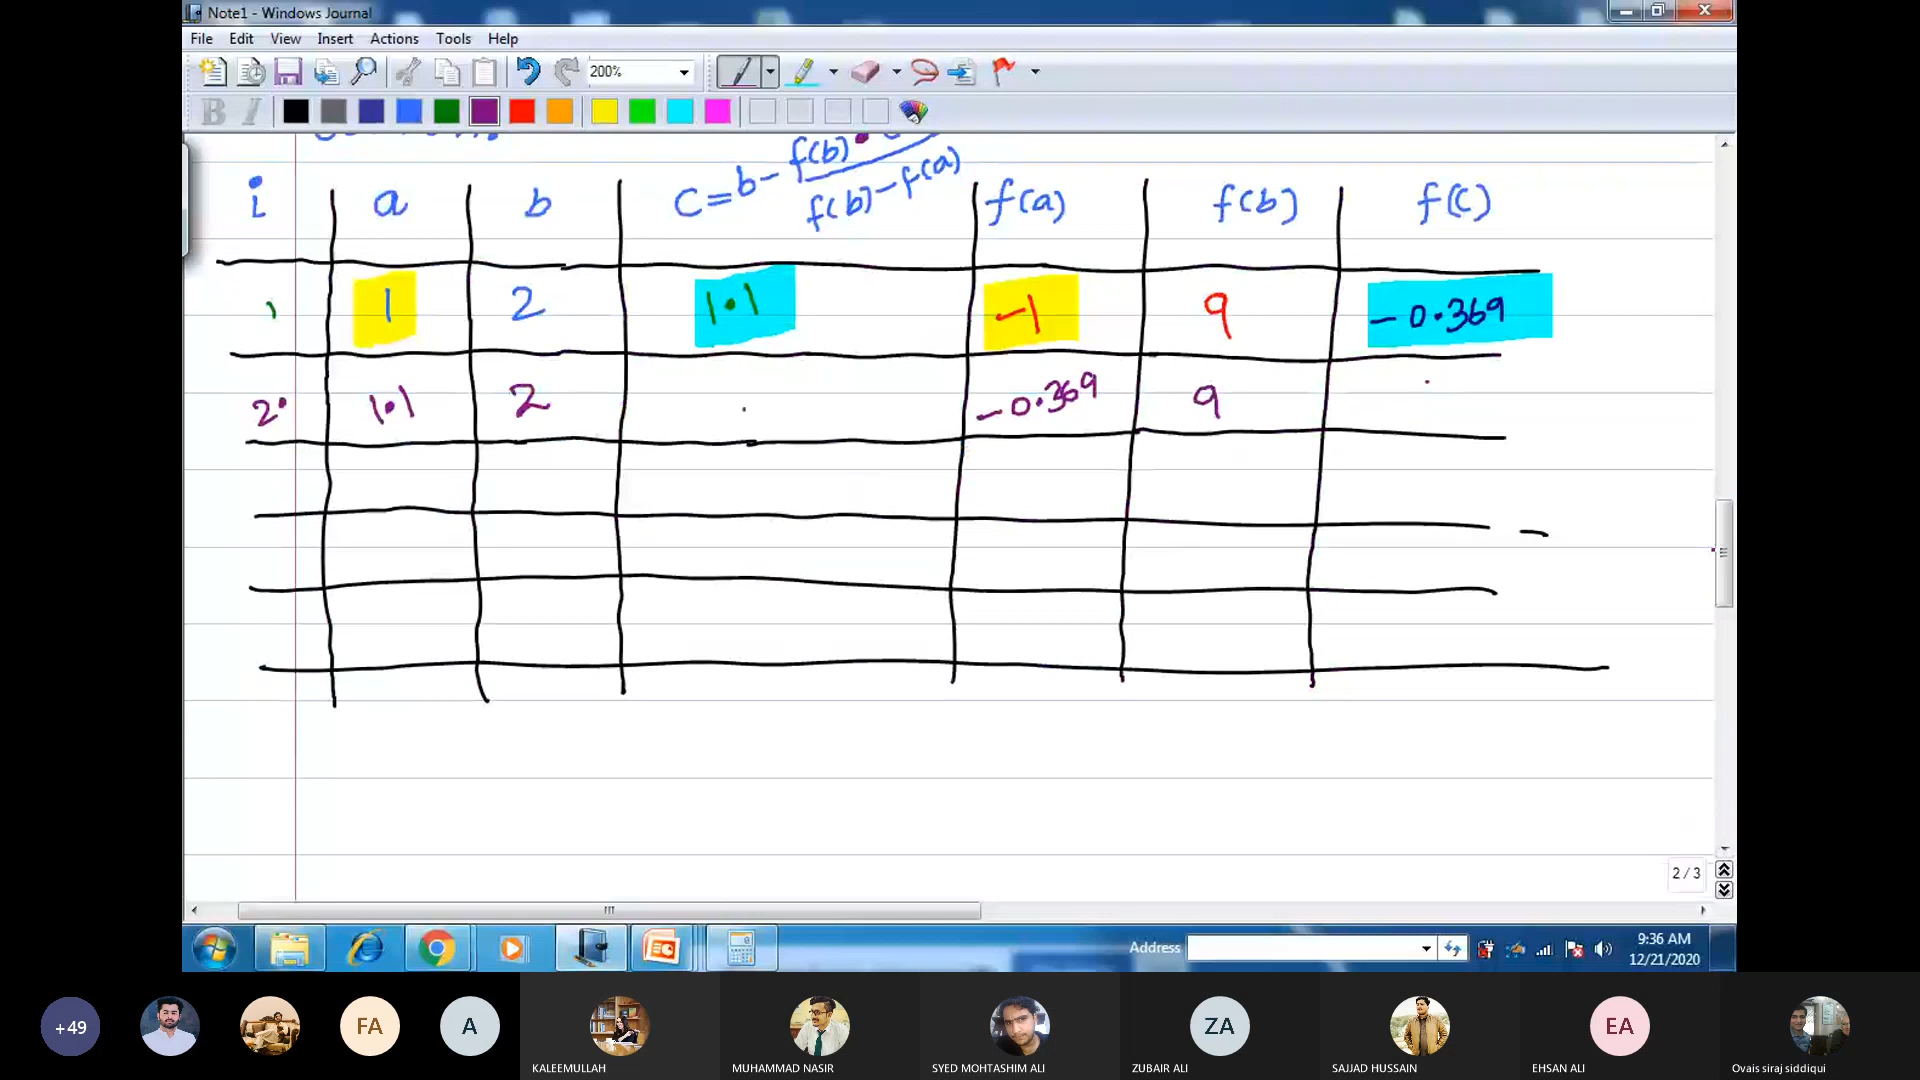 Note1 - Windows Journal
File Edit View Insert Actions Tools Help
200%
B I
i a b C = b - f(b) • / f(b) - f(a) f(a) f(b) f(c)
1 1 2 1.1 -1 9 -0.369
2. 1.1 2 -0.369 9
2 / 3
Address
9:36 AM
12/21/2020
+49 FA A ZA EA
KALEEMULLAH MUHAMMAD NASIR SYED MOHTASHIM ALI ZUBAIR ALI SAJJAD HUSSAIN EHSAN ALI Ovais siraj siddiqui